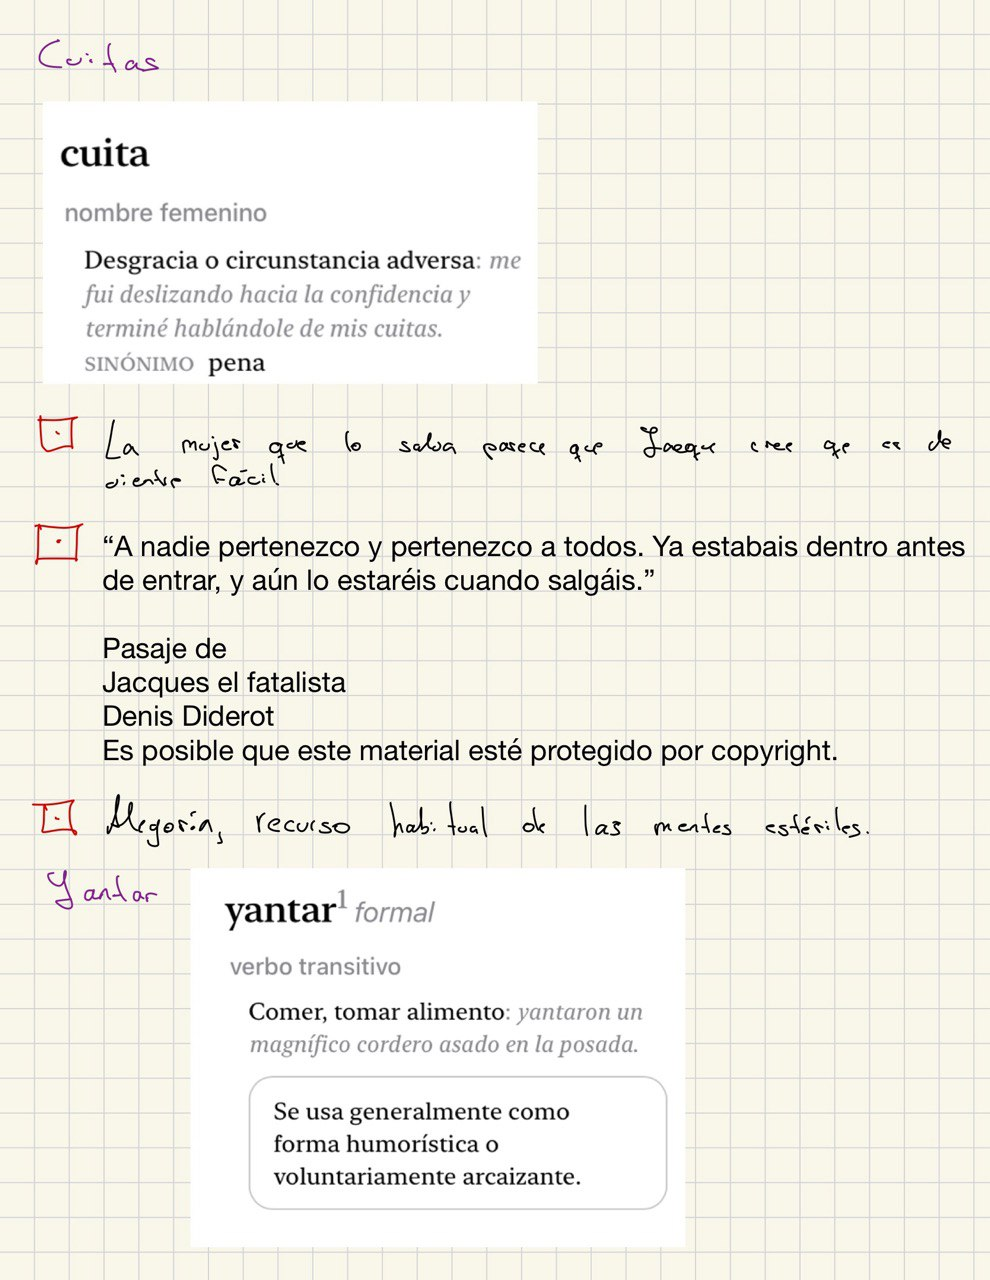 Cuitas
cuita
nombre femenino
Desgracia o circunstancia adversa: me
fui deslizando hacia la confidencia y
terminé hablándole de mis cuitas.
SINÓNIMO pena
La mujer que lo salva parece que Jaeque cree qe es de
vientre fácil
“A nadie pertenezco y pertenezco a todos. Ya estabais dentro antes
de entrar, y aún lo estaréis cuando salgáis.”
Pasaje de
Jacques el fatalista
Denis Diderot
Es posible que este material esté protegido por copyright.
Alegoría, recurso habitual de las mentes estériles.
Yantar
yantar1 formal
verbo transitivo
Comer, tomar alimento: yantaron un
magnífico cordero asado en la posada.
Se usa generalmente como
forma humorística o
voluntariamente arcaizante.